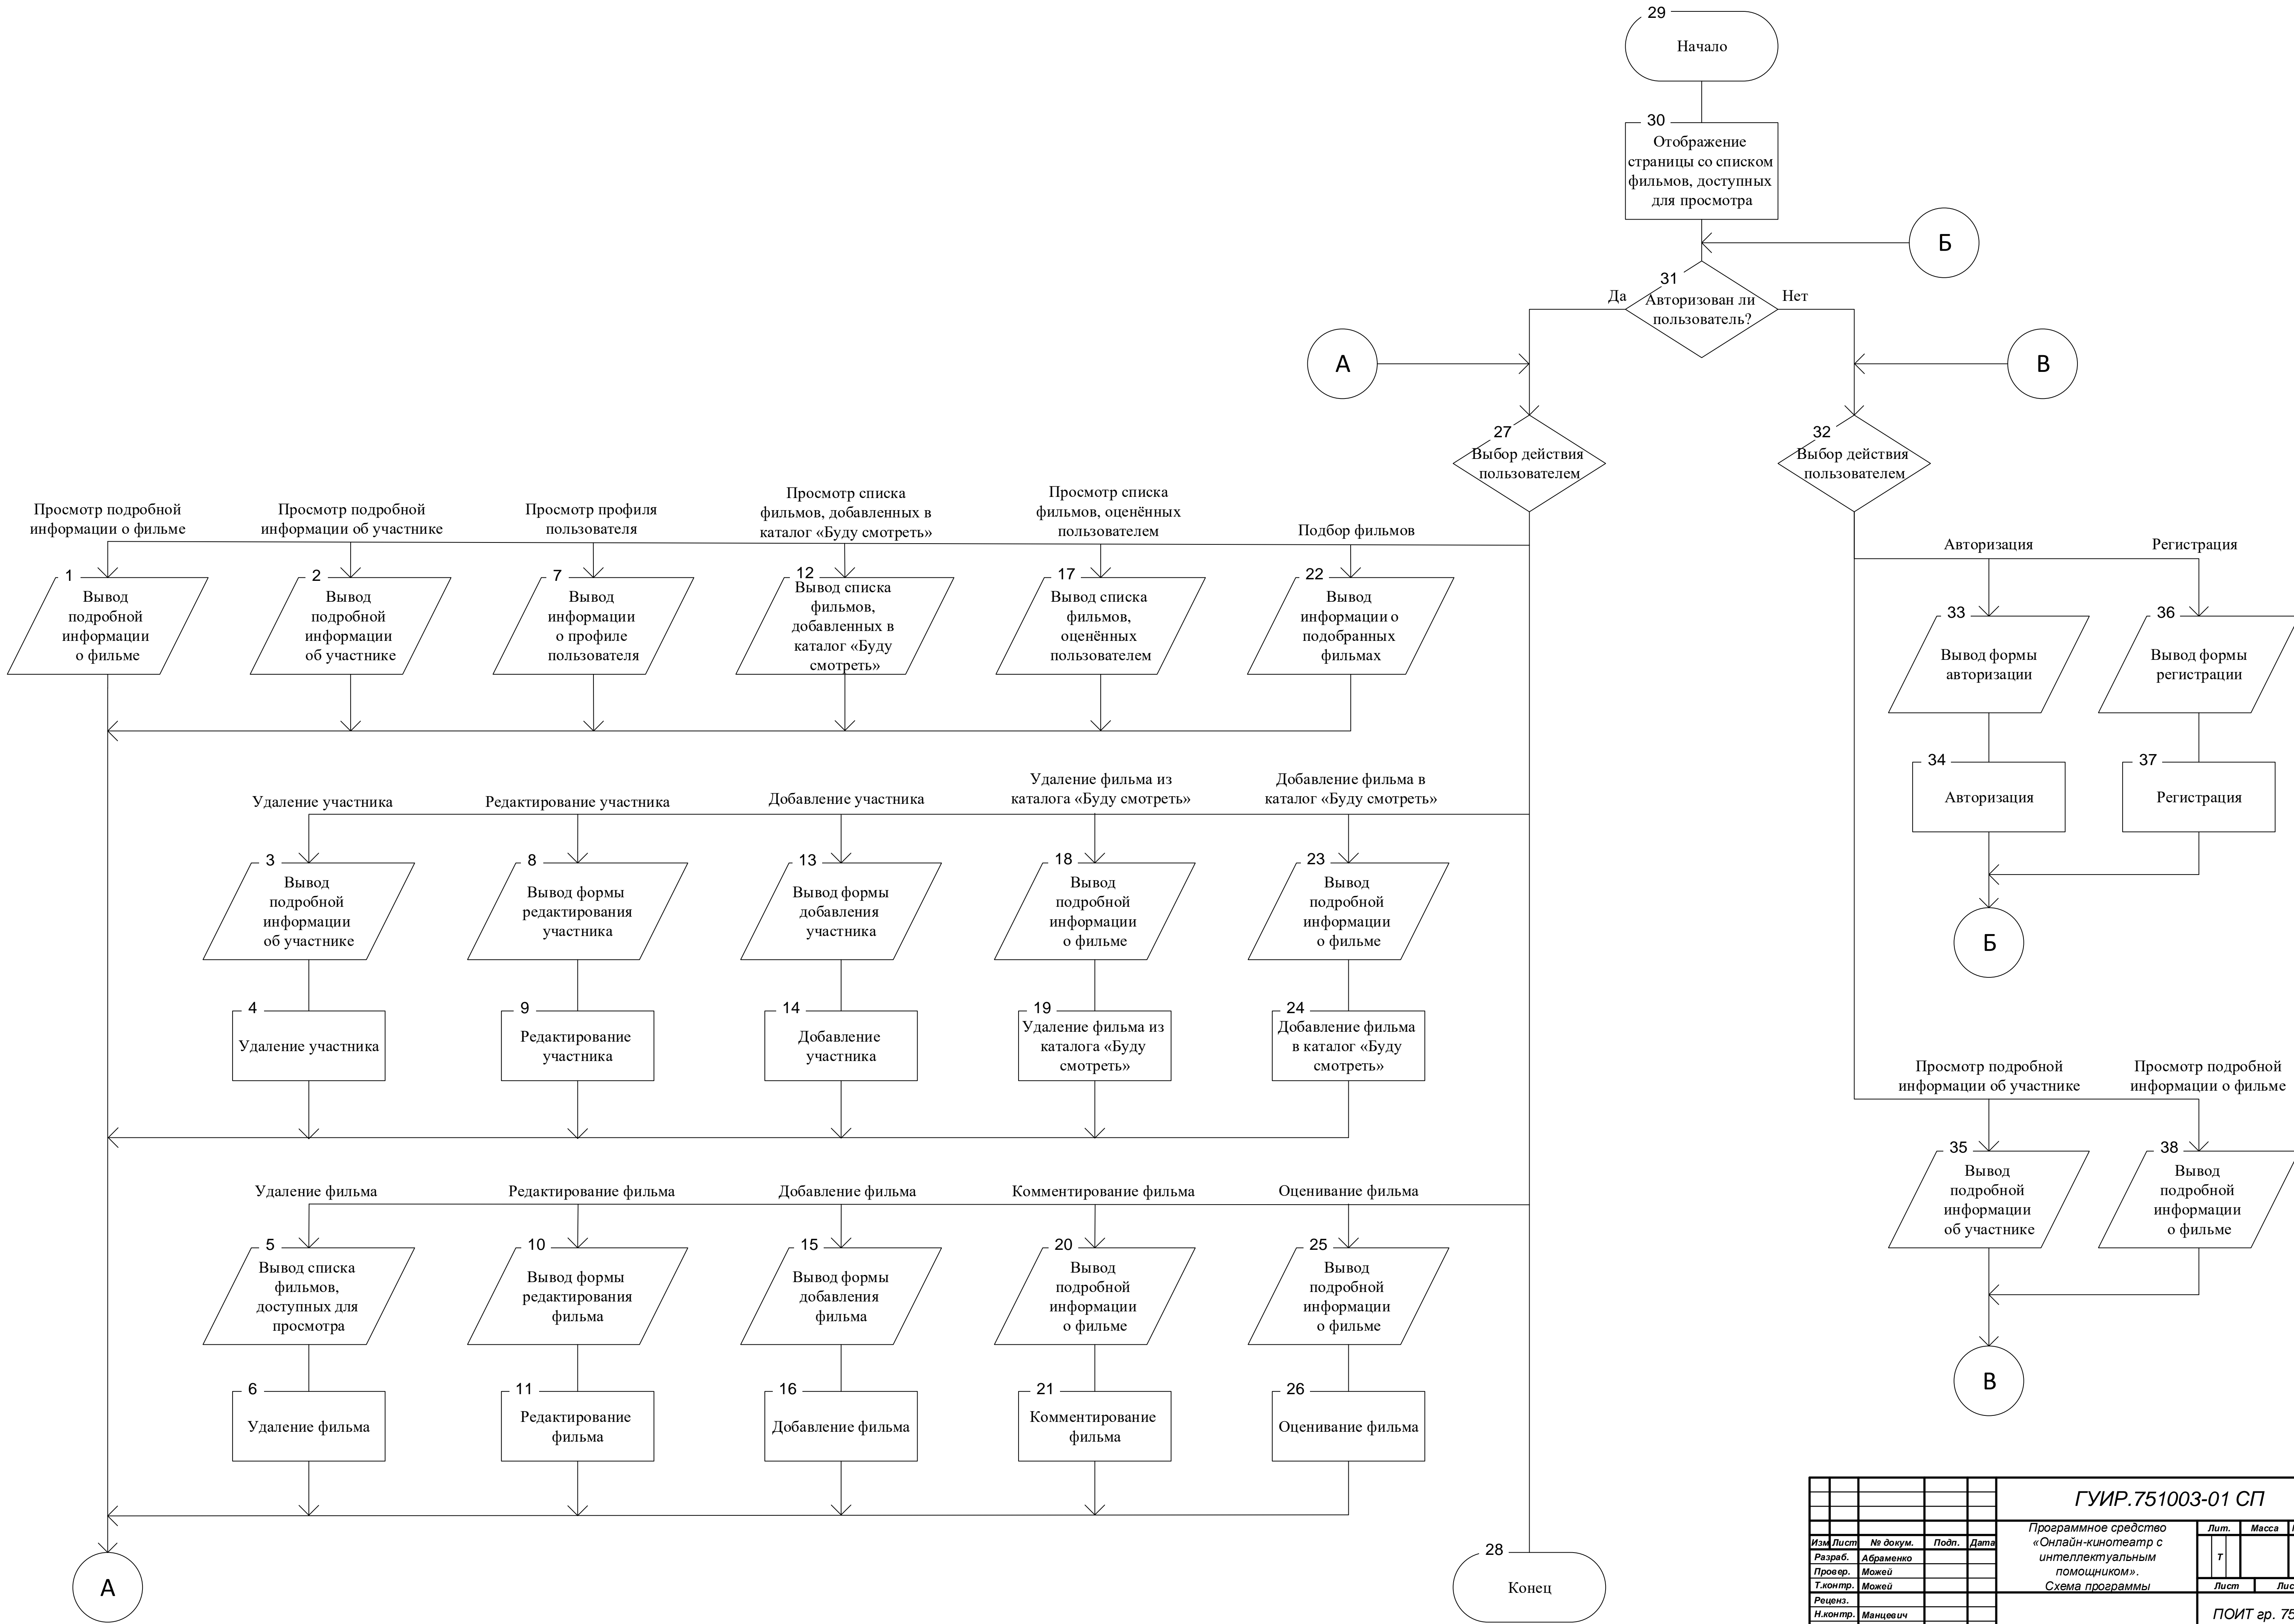 29
Начало
30
Отображение
страницы со списком
фильмов, доступных
для просмотра
Б
31
Авторизован ли
пользователь?
Да
Нет
А
В
27
Выбор действия
пользователем
32
Выбор действия
пользователем
Просмотр подробной
информации о фильме
Просмотр подробной
информации об участнике
Просмотр профиля
пользователя
Просмотр списка
фильмов, добавленных в
каталог «Буду смотреть»
Просмотр списка
фильмов, оценённых
пользователем
Подбор фильмов
1
Вывод
подробной
информации
о фильме
2
Вывод
подробной
информации
об участнике
7
Вывод
информации
о профиле
пользователя
12
Вывод списка
фильмов,
добавленных в
каталог «Буду
смотреть»
17
Вывод списка
фильмов,
оценённых
пользователем
22
Вывод
информации о
подобранных
фильмах
Авторизация
Регистрация
33
Вывод формы
авторизации
36
Вывод формы
регистрации
34
Авторизация
37
Регистрация
Б
Удаление участника
Редактирование участника
Добавление участника
Удаление фильма из
каталога «Буду смотреть»
Добавление фильма в
каталог «Буду смотреть»
3
Вывод
подробной
информации
об участнике
8
Вывод формы
редактирования
участника
13
Вывод формы
добавления
участника
18
Вывод
подробной
информации
о фильме
23
Вывод
подробной
информации
о фильме
4
Удаление участника
9
Редактирование
участника
14
Добавление
участника
19
Удаление фильма из
каталога «Буду
смотреть»
24
Добавление фильма
в каталог «Буду
смотреть»
Просмотр подробной
информации об участнике
Просмотр подробной
информации о фильме
35
Вывод
подробной
информации
об участнике
38
Вывод
подробной
информации
о фильме
В
Удаление фильма
Редактирование фильма
Добавление фильма
Комментирование фильма
Оценивание фильма
5
Вывод списка
фильмов,
доступных для
просмотра
10
Вывод формы
редактирования
фильма
15
Вывод формы
добавления
фильма
20
Вывод
подробной
информации
о фильме
25
Вывод
подробной
информации
о фильме
6
Удаление фильма
11
Редактирование
фильма
16
Добавление фильма
21
Комментирование
фильма
26
Оценивание фильма
А
28
Конец
ГУИР.751003-01 СП
Программное средство
«Онлайн-кинотеатр с
интеллектуальным
помощником».
Схема программы
Лит. Масса
Т
Лист
Изм Лист № докум. Подп. Дата
Разраб. Абраменко
Провер. Можей
Т.контр. Можей
Реценз.
Н.контр. Манцевич
ПОИТ гр. 75